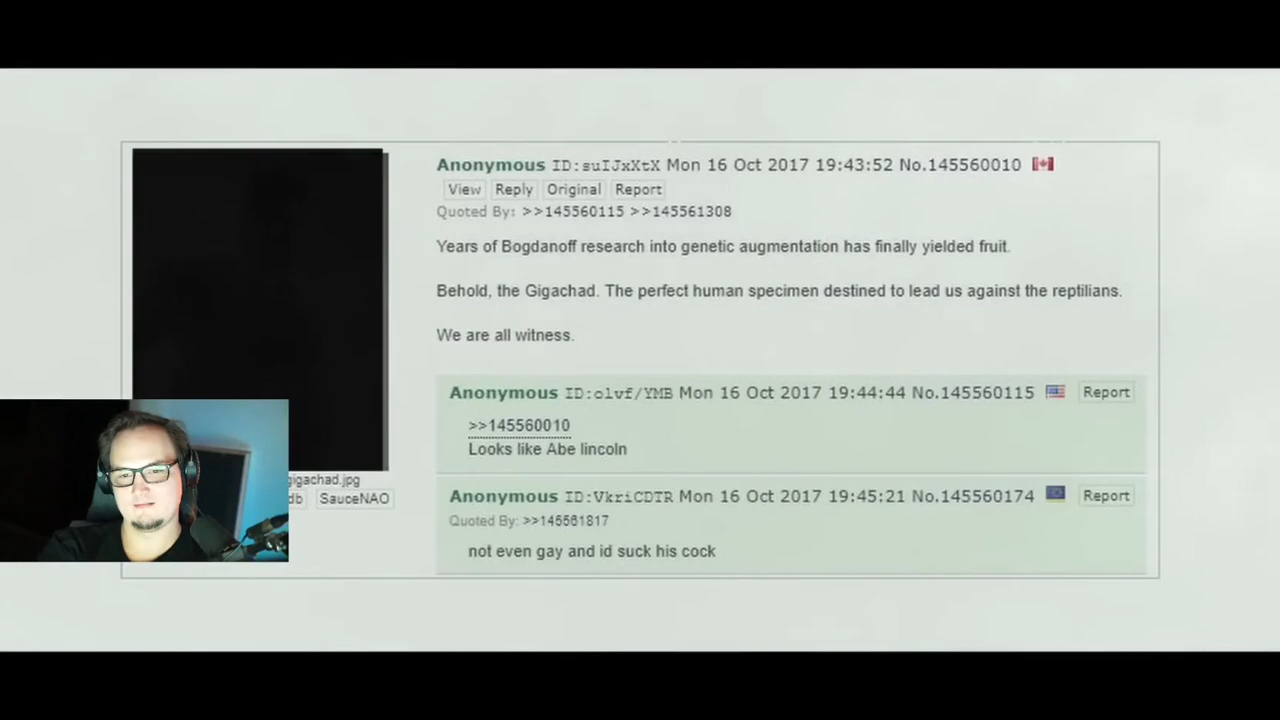 Anonymous ID:suIJxXtX Mon 16 Oct 2017 19:43:52 No.145560010
View Reply Original Report
Quoted By: >>145560115 >>145561308
Years of Bogdanoff research into genetic augmentation has finally yielded fruit.
Behold, the Gigachad. The perfect human specimen destined to lead us against the reptilians.
We are all witness.
Anonymous ID:olvf/YMB Mon 16 Oct 2017 19:44:44 No.145560115 Report
>>145560010
Looks like Abe lincoln
gigachad.jpg
db SauceNAO
Anonymous ID:VkriCDTR Mon 16 Oct 2017 19:45:21 No.145560174 Report
Quoted By: >>145561817
not even gay and id suck his cock